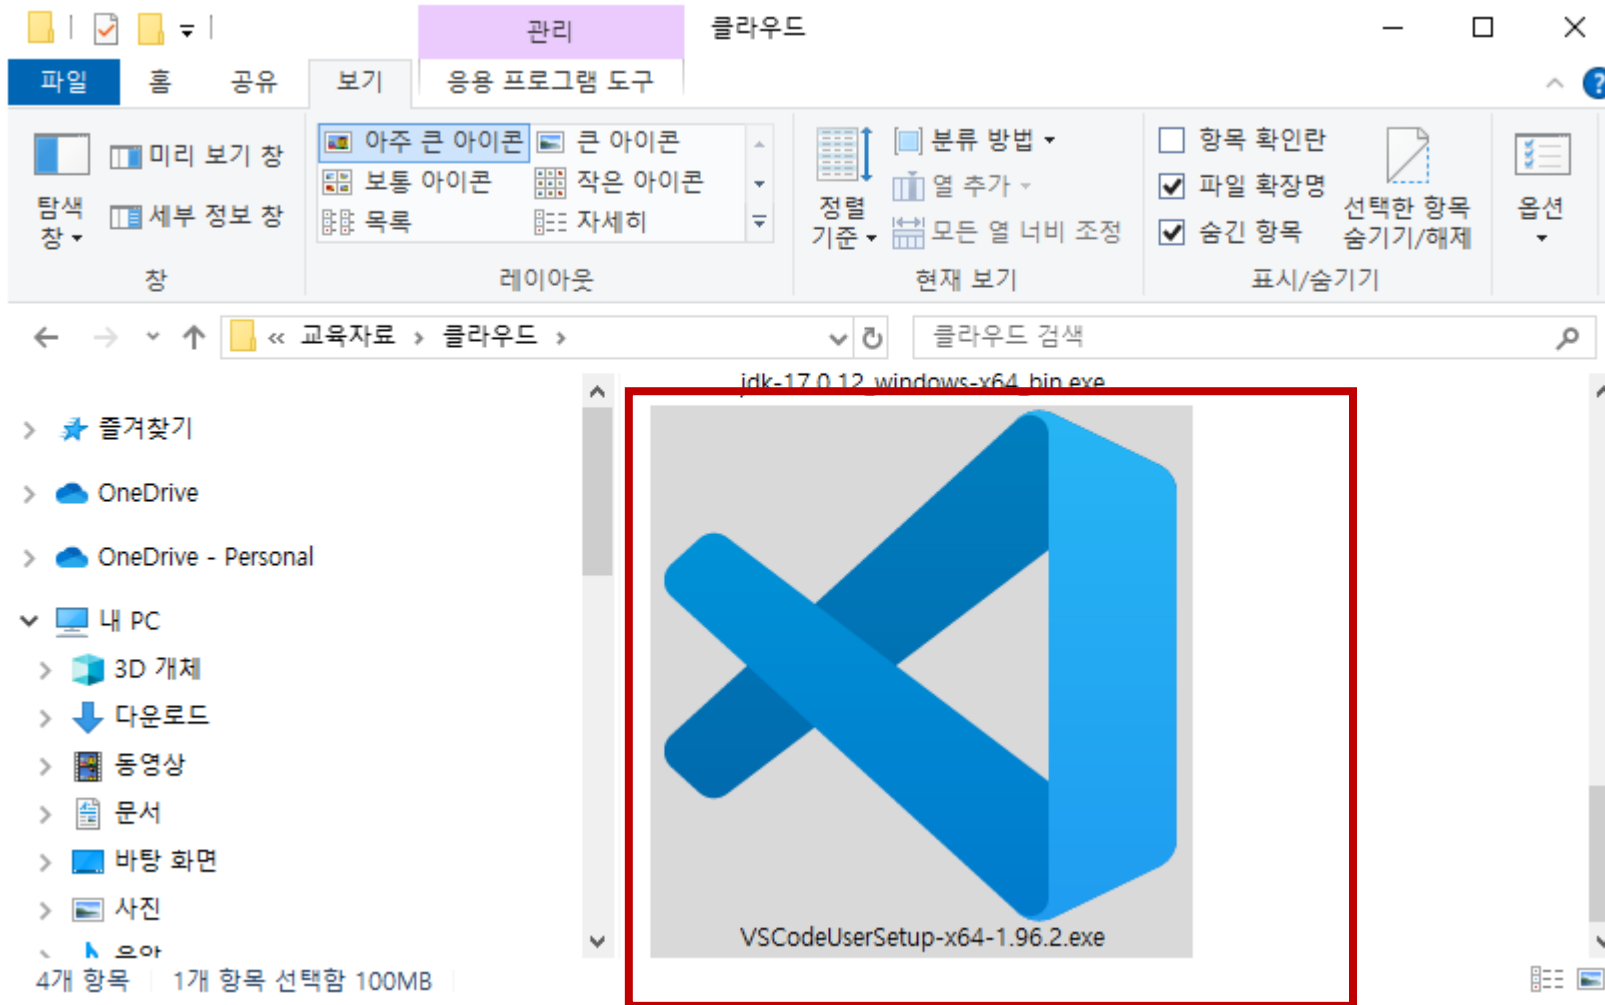 관리
클라우드
파일
홈
공유
보기
응용 프로그램 도구
탐색
창
미리 보기 창
세부 정보 창
창
아주 큰 아이콘
큰 아이콘
보통 아이콘
작은 아이콘
목록
자세히
레이아웃
정렬
기준
분류 방법
열 추가
모든 열 너비 조정
현재 보기
항목 확인란
파일 확장명
숨긴 항목
선택한 항목
숨기기/해제
표시/숨기기
옵션
« 교육자료 > 클라우드 >
클라우드 검색
즐겨찾기
OneDrive
OneDrive - Personal
내 PC
3D 개체
다운로드
동영상
문서
바탕 화면
사진
음악
jdk-17.0.12_windows-x64_bin.exe
VSCodeUserSetup-x64-1.96.2.exe
4개 항목
1개 항목 선택함 100MB